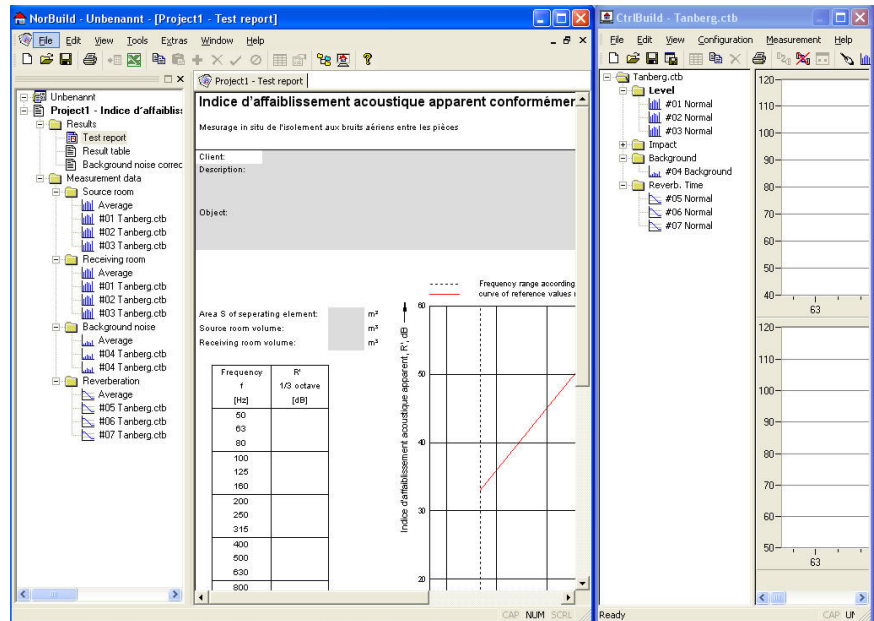 NorBuild - Unbenannt - [Project1 - Test report]
File Edit View Tools Extras Window Help
Unbenannt
Project1 - Indice d´affaiblis
Results
Test report
Result table
Background noise correc
Measurement data
Source room
Average
#01 Tanberg.ctb
#02 Tanberg.ctb
#03 Tanberg.ctb
Receiving room
Average
#01 Tanberg.ctb
#02 Tanberg.ctb
#03 Tanberg.ctb
Background noise
Average
#04 Tanberg.ctb
#04 Tanberg.ctb
Reverberation
Average
#05 Tanberg.ctb
#06 Tanberg.ctb
#07 Tanberg.ctb
Project1 - Test report
Indice d'affaiblissement acoustique apparent conformémer
Mesurage in situ de l'isolement aux bruits aériens entre les pièces
Client:
Description:
Object:
Area S of seperating element: m²
Source room volume: m³
Receiving room volume: m³
Frequency R'
f 1/3 octave
[Hz] [dB]
50
63
80
100
125
160
200
250
315
400
500
630
800
Frequency range according
curve of reference values
Indice d'affaiblissement acoustique apparent, R', dB
60
50
40
30
20
CAP NUM SCRL
CtrlBuild - Tanberg.ctb
File Edit View Configuration Measurement Help
Tanberg.ctb
Level
#01 Normal
#02 Normal
#03 Normal
Impact
Background
#04 Background
Reverb. Time
#05 Normal
#06 Normal
#07 Normal
120
110
100
90
80
70
60
50
40
63
120
110
100
90
80
70
60
50
63
Ready CAP